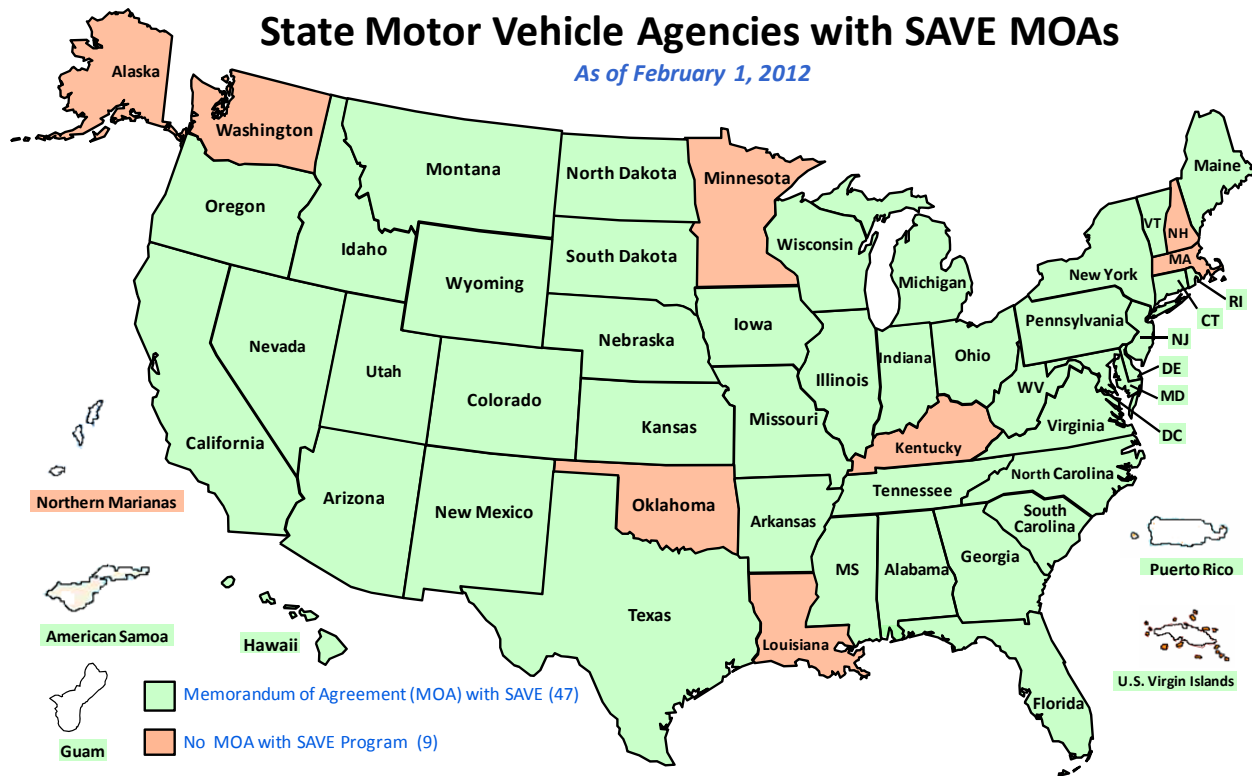 State Motor Vehicle Agencies with SAVE MOAs
As of February 1, 2012
Alaska
Washington
Montana
North Dakota
Minnesota
Maine
Oregon
Idaho
Wisconsin
VT
NH
South Dakota
MA
Wyoming
Michigan
New York
RI
Iowa
Pennsylvania
CT
Nebraska
NJ
Nevada
Indiana
Ohio
Utah
Illinois
DE
WV
Colorado
MD
Missouri
Kansas
Virginia
DC
California
Kentucky
North Carolina
Northern Marianas
Arizona
Tennessee
Oklahoma
New Mexico
Arkansas
South
Carolina
Georgia
MS
Alabama
Puerto Rico
Texas
American Samoa
Hawaii
Louisiana
U.S. Virgin Islands
Memorandum of Agreement (MOA) with SAVE (47)
Florida
No MOA with SAVE Program (9)
Guam